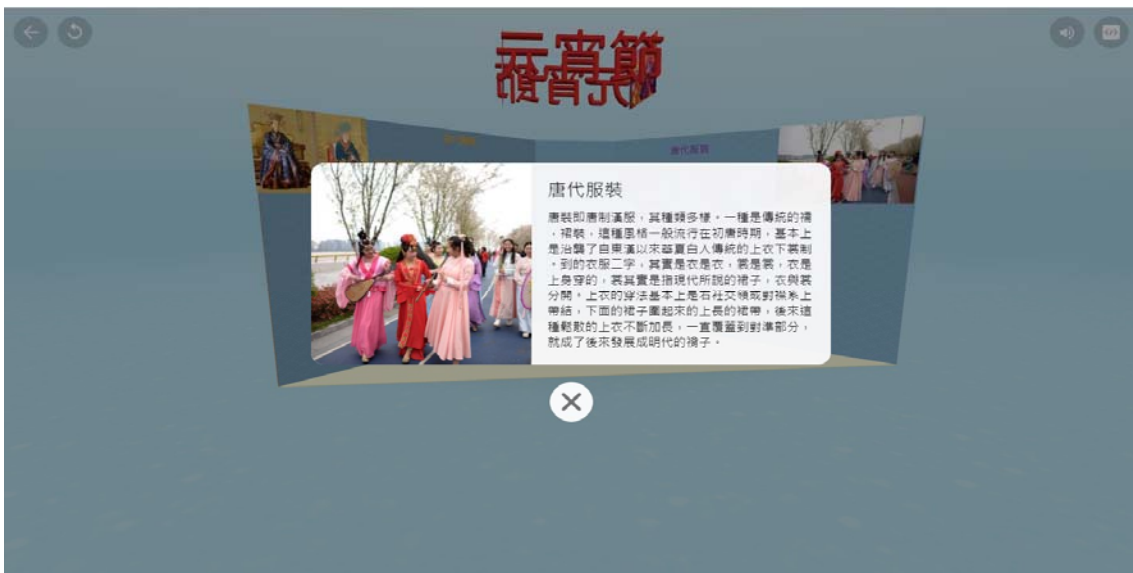 元宵節
唐代服裝
唐代服裝
唐裝即唐制漢服，其種類多樣。一種是傳統的襦
，裙裝，這種風格一般流行在初唐時期，基本上
是沿襲了自東漢以來華夏白人傳統的上衣下裳制
。到的衣服二字，其實是衣是衣，裳是裳，衣是
上身穿的，裳其實是指現代所說的裙子，衣與裳
分開。上衣的穿法基本上是右衽交領或對襟系上
帶結，下面的裙子圍起來的上長的裙帶，後來這
種鬆散的上衣不斷加長，一直覆蓋到對準部分，
就成了後來發展成明代的襖子。